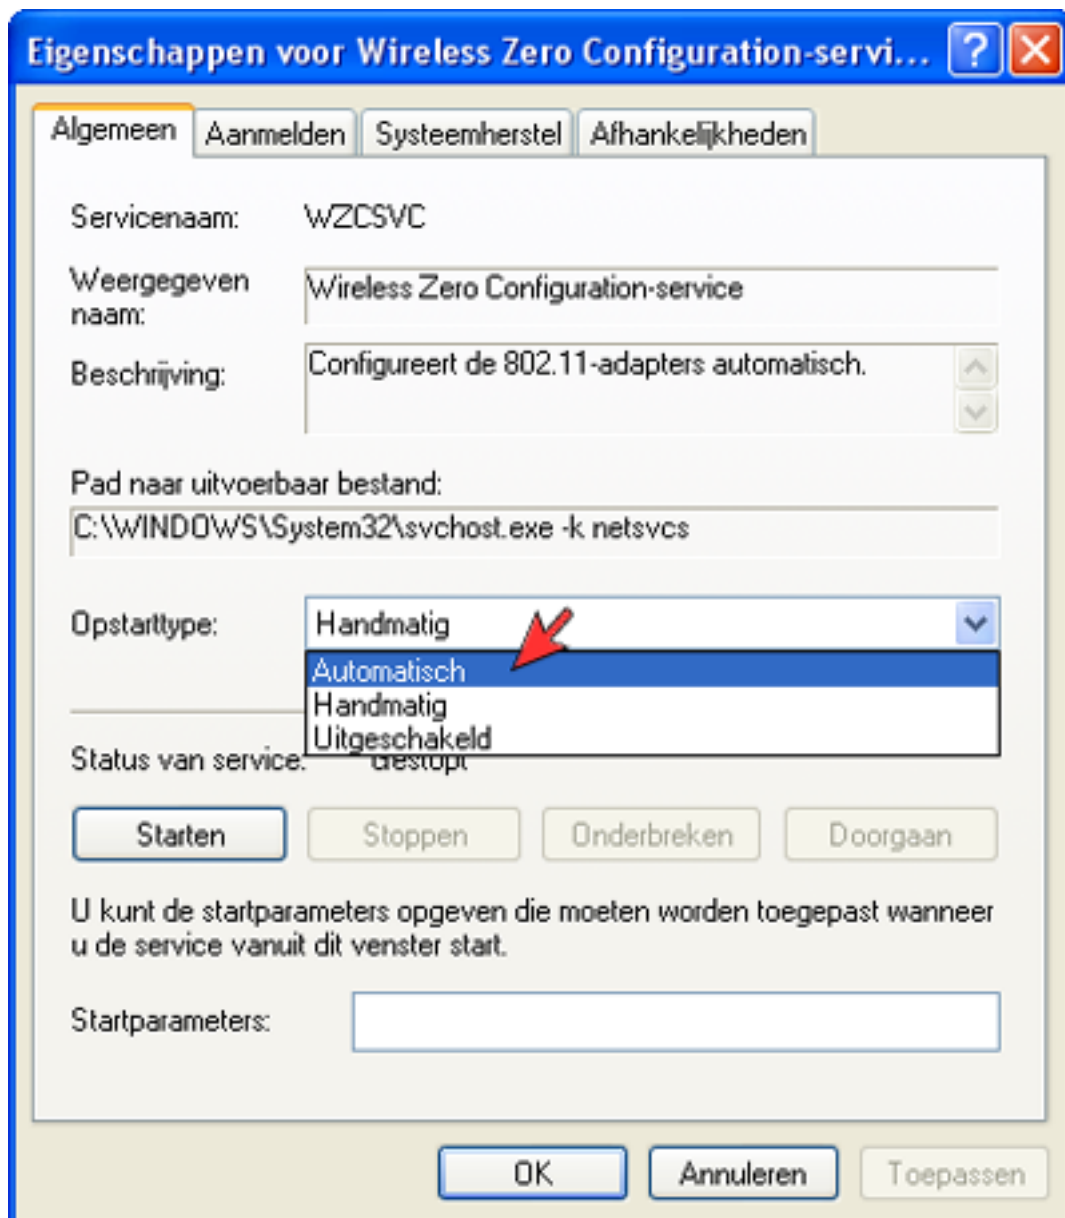 Eigenschappen voor Wireless Zero Configuration-servi...
Algemeen Aanmelden Systeemherstel Afhankelijkheden
Servicenaam: WZCSVC
Weergegeven naam: Wireless Zero Configuration-service
Beschrijving: Configureert de 802.11-adapters automatisch.
Pad naar uitvoerbaar bestand:
C:\WINDOWS\System32\svchost.exe -k netsvcs
Opstarttype: Handmatig
Automatisch
Handmatig
Uitgeschakeld
Status van service: Gestopt
Starten Stoppen Onderbreken Doorgaan
U kunt de startparameters opgeven die moeten worden toegepast wanneer
u de service vanuit dit venster start.
Startparameters:
OK Annuleren Toepassen